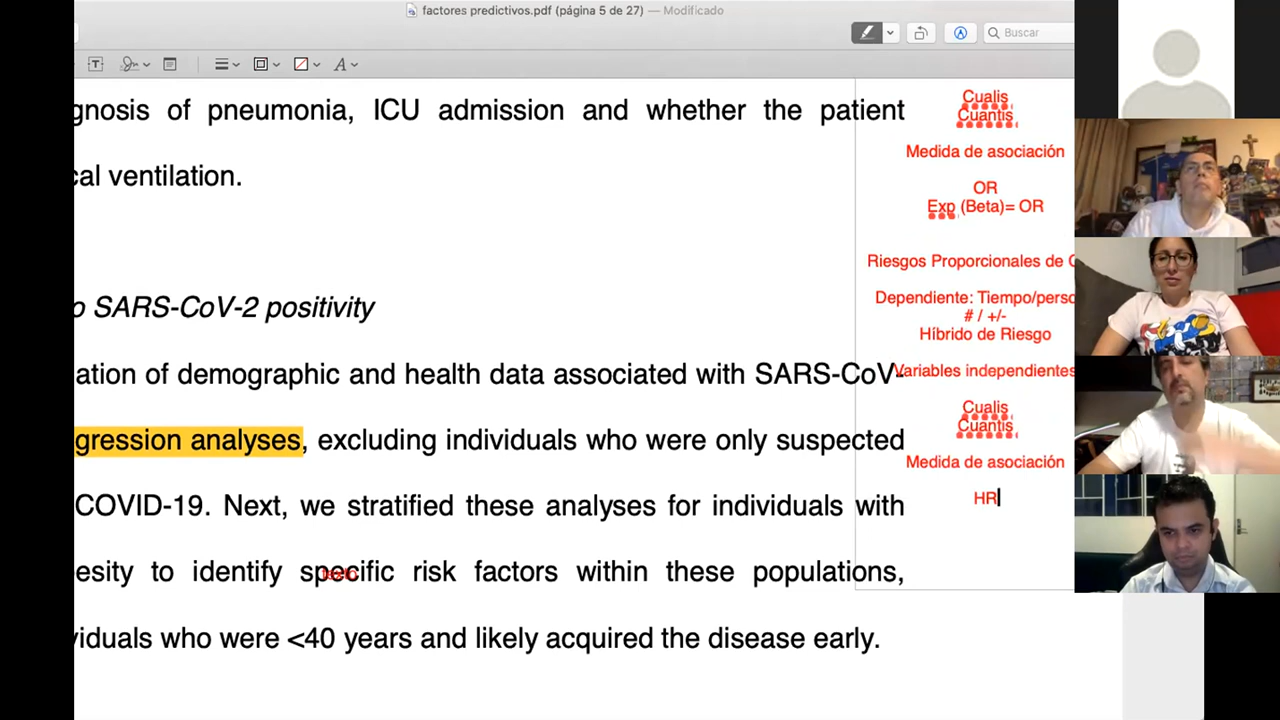 factores predictivos.pdf (página 5 de 27) — Modificado
Buscar
gnosis of pneumonia, ICU admission and whether the patient
cal ventilation.
o SARS-CoV-2 positivity
ation of demographic and health data associated with SARS-CoV-
gression analyses, excluding individuals who were only suspected
COVID-19. Next, we stratified these analyses for individuals with
esity to identify specific risk factors within these populations,
texto
viduals who were <40 years and likely acquired the disease early.
Cualis
Cuantis
Medida de asociación
OR
Exp (Beta)= OR
Riesgos Proporcionales de C
Dependiente: Tiempo/perso
# / +/-
Híbrido de Riesgo
Variables independientes
Cualis
Cuantis
Medida de asociación
HR